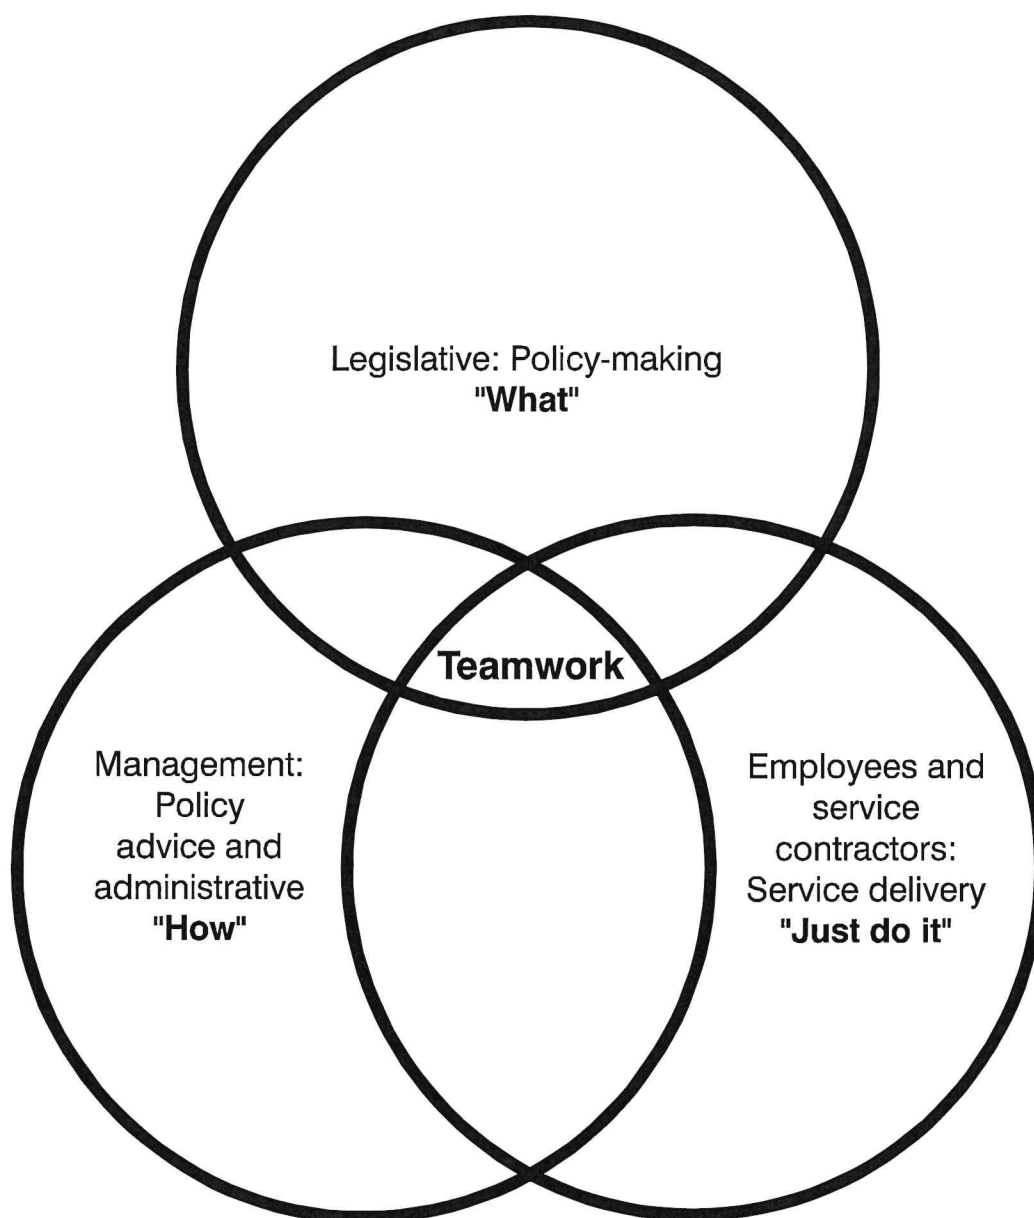 Legislative: Policy-making
"What"
Teamwork
Management:
Policy
advice and
administrative
"How"
Employees and
service
contractors:
Service delivery
"Just do it"